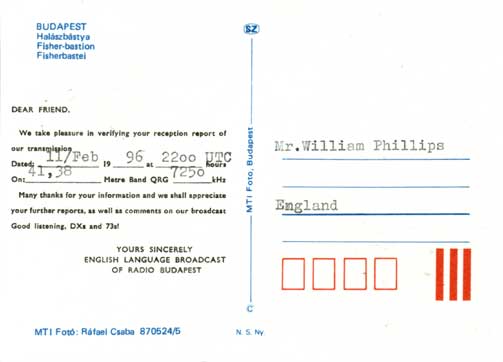 BUDAPEST
Halászbástya
Fisher-bastion
Fisherbastei
SZ
DEAR FRIEND,
We take pleasure in verifying your reception report of
our transmission
Dated: 11/Feb 19 96 at 2200 UTC hours
On: 41,38 Metre Band QRG 7250 kHz
Many thanks for your information and we shall appreciate
your further reports, as well as comments on our broadcast
Good listening, DXs and 73s!
YOURS SINCERELY
ENGLISH LANGUAGE BROADCAST
OF RADIO BUDAPEST
MTI Fotó: Ráfael Csaba 870524/5
MTI Foto, Budapest
C
N. S. Ny.
Mr.William Phillips
England